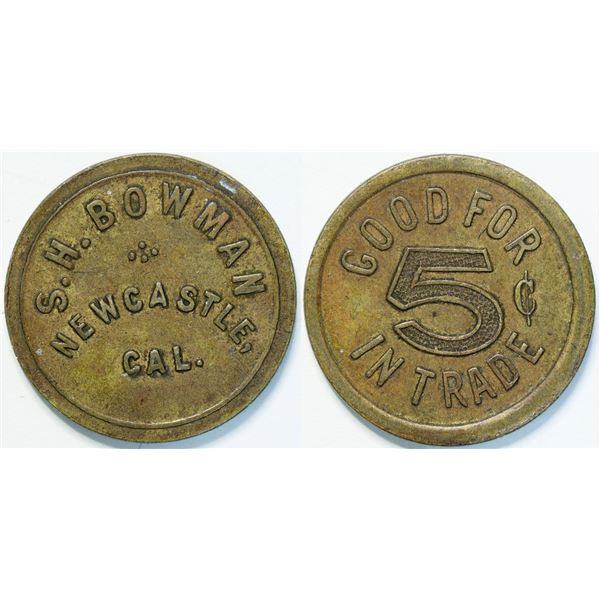 S. H. BOWMAN
NEWCASTLE,
CAL.
GOOD FOR
5 ¢
IN TRADE